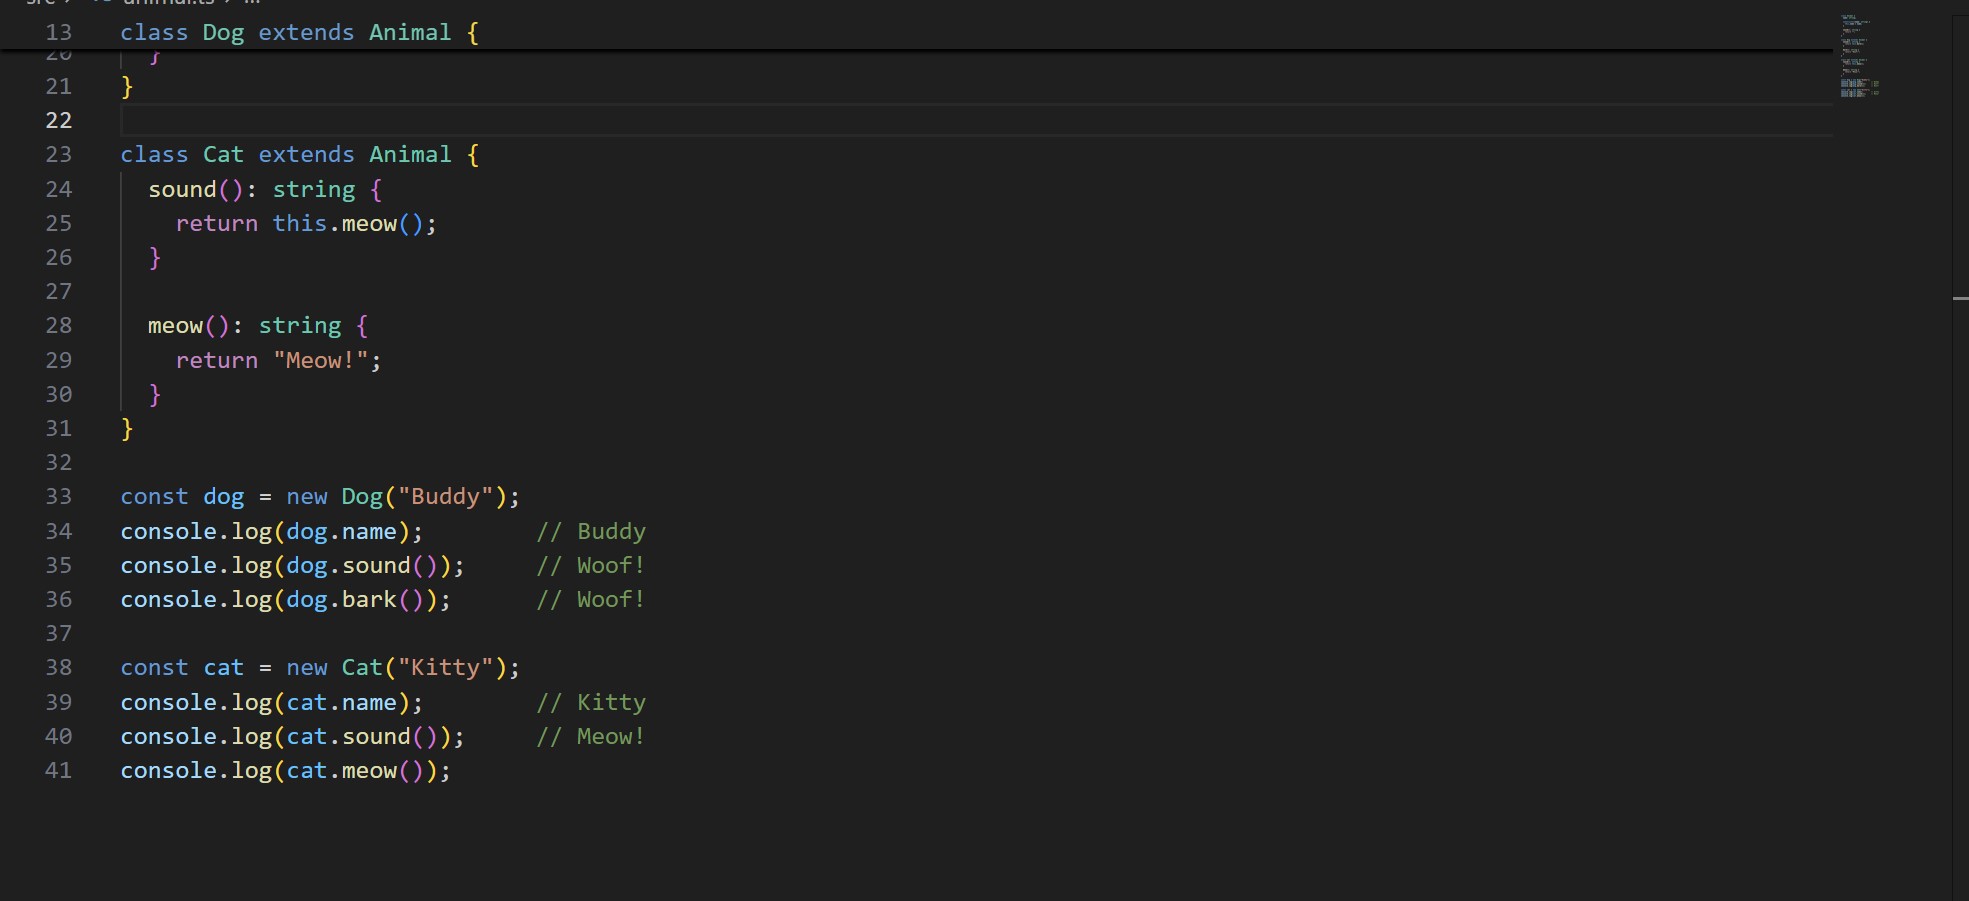 13 class Dog extends Animal {
20 }
21 }
22
23 class Cat extends Animal {
24 sound(): string {
25 return this.meow();
26 }
27
28 meow(): string {
29 return "Meow!";
30 }
31 }
32
33 const dog = new Dog("Buddy");
34 console.log(dog.name); // Buddy
35 console.log(dog.sound()); // Woof!
36 console.log(dog.bark()); // Woof!
37
38 const cat = new Cat("Kitty");
39 console.log(cat.name); // Kitty
40 console.log(cat.sound()); // Meow!
41 console.log(cat.meow());